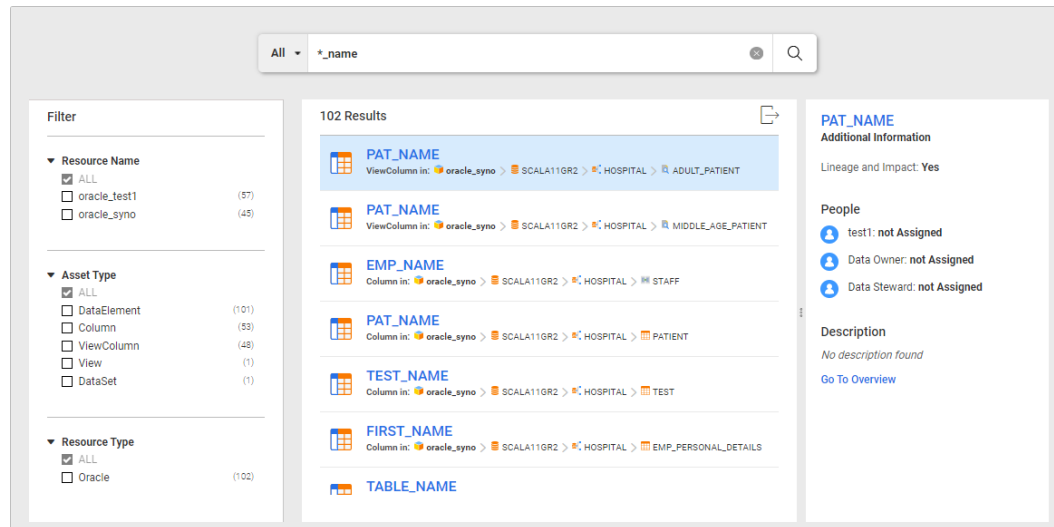 All *_name
Filter
Resource Name
ALL
oracle_test1 (57)
oracle_syno (45)
Asset Type
ALL
DataElement (101)
Column (53)
ViewColumn (48)
View (1)
DataSet (1)
Resource Type
ALL
Oracle (102)
102 Results
PAT_NAME
ViewColumn in: oracle_syno > SCALA11GR2 > HOSPITAL > ADULT_PATIENT
PAT_NAME
ViewColumn in: oracle_syno > SCALA11GR2 > HOSPITAL > MIDDLE_AGE_PATIENT
EMP_NAME
Column in: oracle_syno > SCALA11GR2 > HOSPITAL > STAFF
PAT_NAME
Column in: oracle_syno > SCALA11GR2 > HOSPITAL > PATIENT
TEST_NAME
Column in: oracle_syno > SCALA11GR2 > HOSPITAL > TEST
FIRST_NAME
Column in: oracle_syno > SCALA11GR2 > HOSPITAL > EMP_PERSONAL_DETAILS
TABLE_NAME
PAT_NAME
Additional Information
Lineage and Impact: Yes
People
test1: not Assigned
Data Owner: not Assigned
Data Steward: not Assigned
Description
No description found
Go To Overview